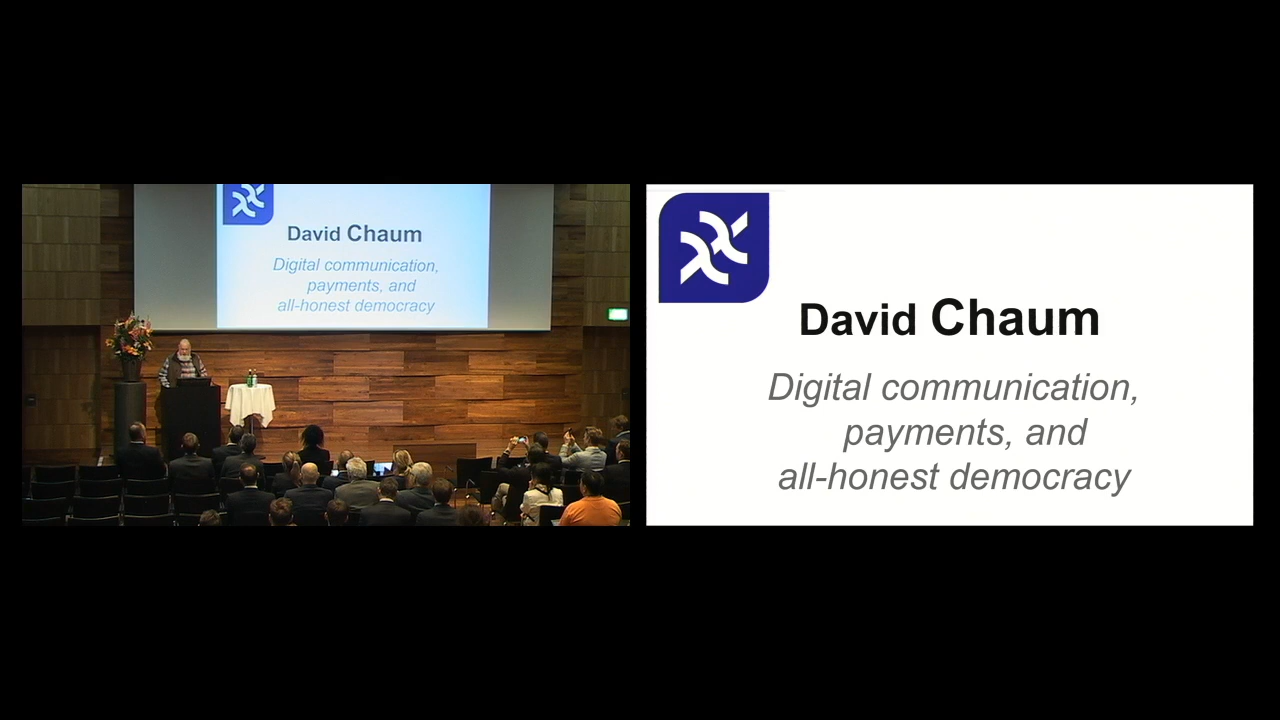 David Chaum
Digital communication,
payments, and
all-honest democracy
David Chaum
Digital communication,
payments, and
all-honest democracy